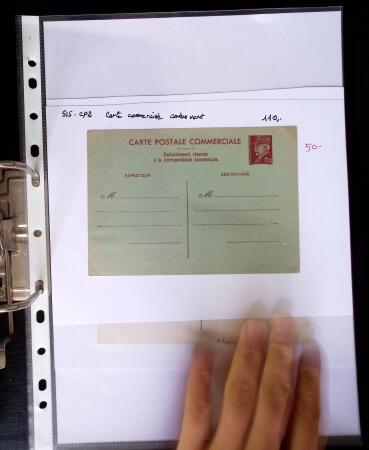 515-CP2 Carte commerciale carton vert 110,-
50-
CARTE POSTALE COMMERCIALE
Exclusivement réservée
à la correspondance commerciale.
EXPÉDITEUR DESTINATAIRE
M M